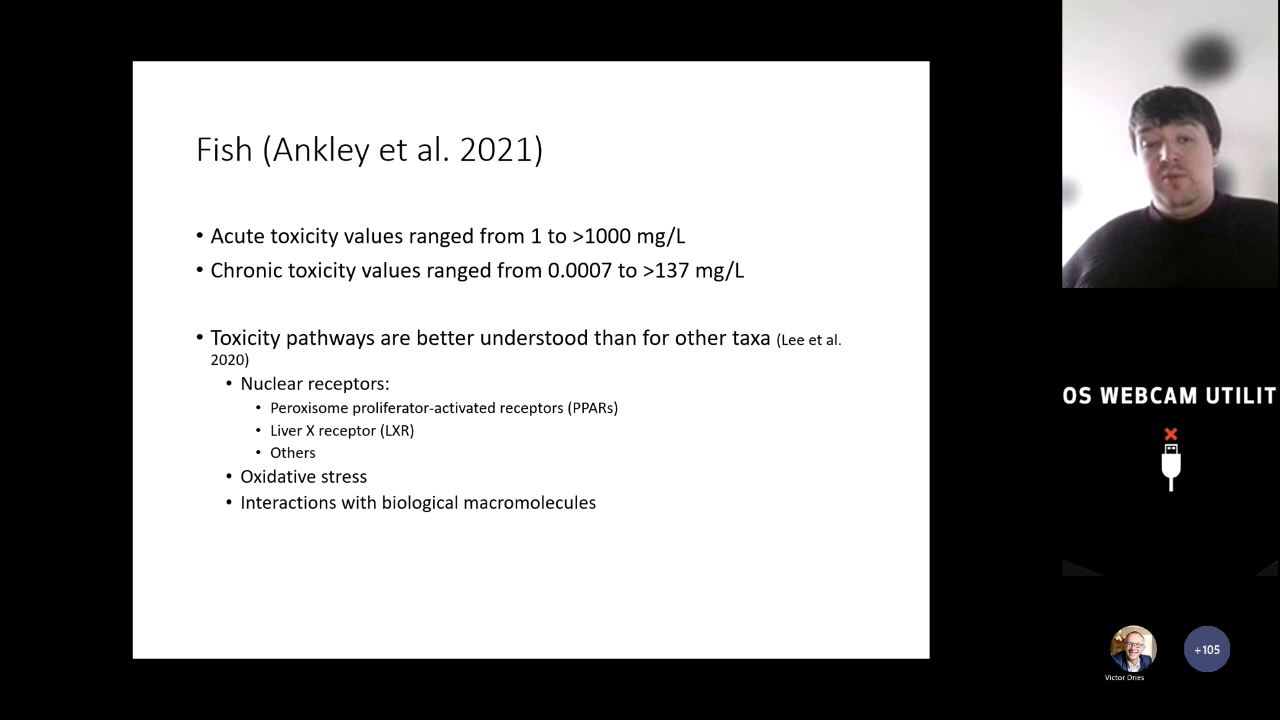 Fish (Ankley et al. 2021)
• Acute toxicity values ranged from 1 to >1000 mg/L
• Chronic toxicity values ranged from 0.0007 to >137 mg/L
• Toxicity pathways are better understood than for other taxa (Lee et al.
2020)
• Nuclear receptors:
• Peroxisome proliferator-activated receptors (PPARs)
• Liver X receptor (LXR)
• Others
• Oxidative stress
• Interactions with biological macromolecules
OS WEBCAM UTILIT
+105
Victor Dries